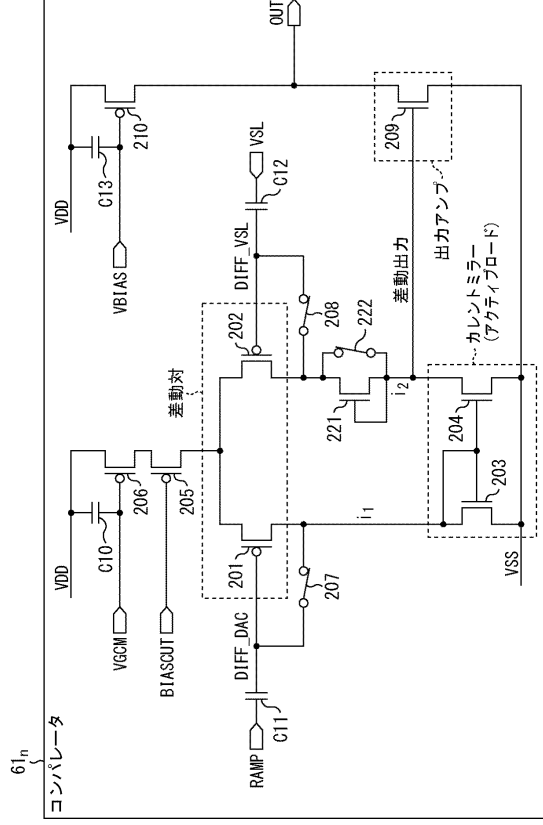 61n
コンパレータ
VDD
VDD
C10
C13
VGCM
206
VBIAS
210
BIASCUT
205
OUT
差動対
RAMP
C11
DIFF_DAC
201
202
DIFF_VSL
C12
VSL
207
208
221
222
i1
i2
差動出力
209
出力アンプ
カレントミラー
(アクティブロード)
203
204
VSS